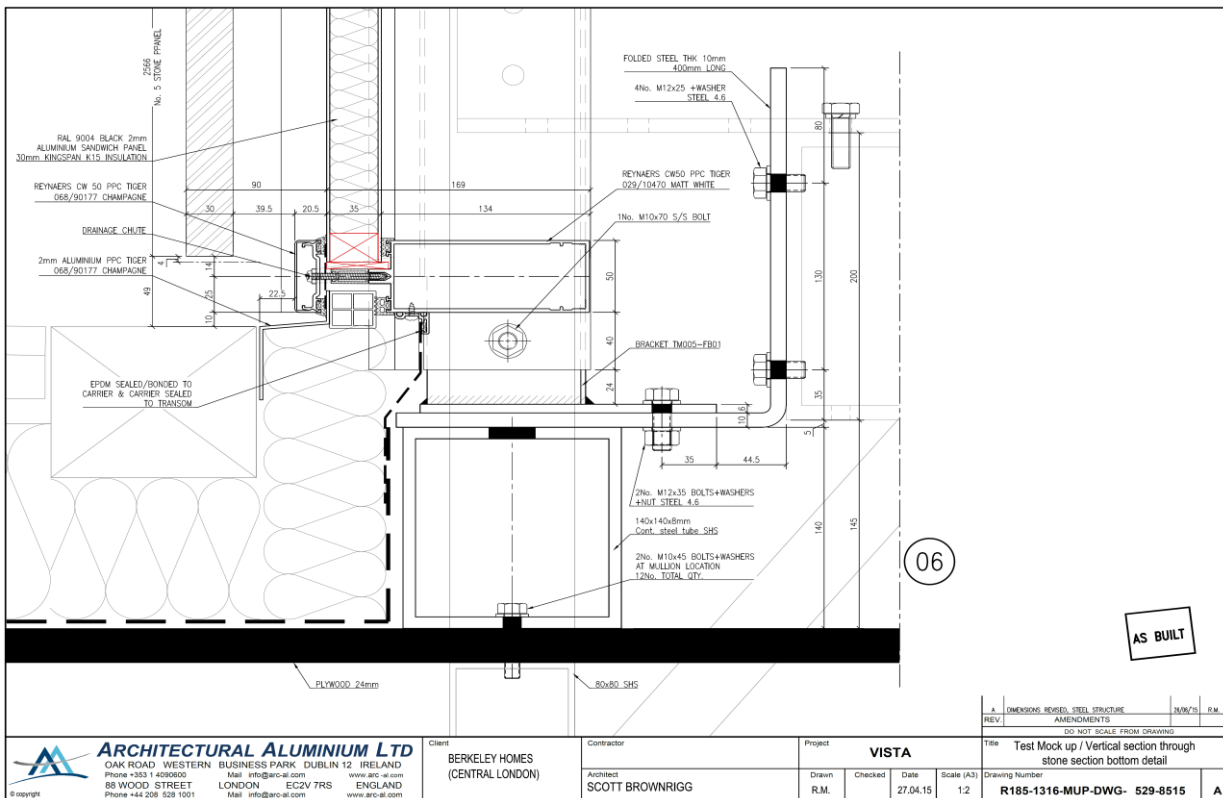 2566
No. 5 STONE PPANEL
RAL 9004 BLACK 2mm
ALUMINIUM SANDWICH PANEL
30mm KINGSPAN K15 INSULATION
REYNAERS CW 50 PPC TIGER
068/90177 CHAMPAGNE
DRAINAGE CHUTE
2mm ALUMINIUM PPC TIGER
068/90177 CHAMPAGNE
EPDM SEALED/BONDED TO
CARRIER & CARRIER SEALED
TO TRANSOM
90
169
30
39.5
20.5
35
134
4
14
25
10
49
22.5
FOLDED STEEL THK 10mm
400mm LONG
4No. M12x25 +WASHER
STEEL 4.6
REYNAERS CW50 PPC TIGER
029/10470 MATT WHITE
1No. M10x70 S/S BOLT
BRACKET TM005-FB01
50
40
24
80
130
200
35
10
6
5
35
44.5
140
145
2No. M12x35 BOLTS+WASHERS
+NUT STEEL 4.6
140x140x8mm
Cont. steel tube SHS
2No. M10x45 BOLTS+WASHERS
AT MULLION LOCATION
12No. TOTAL QTY.
06
AS BUILT
PLYWOOD 24mm
80x80 SHS
A DIMENSIONS REVISED, STEEL STRUCTURE 26/06/15 R.M.
REV. AMENDMENTS
DO NOT SCALE FROM DRAWING
© copyright
ARCHITECTURAL ALUMINIUM LTD
OAK ROAD WESTERN BUSINESS PARK DUBLIN 12 IRELAND
Phone +353 1 4090600 Mail info@arc-al.com www.arc-al.com
88 WOOD STREET LONDON EC2V 7RS ENGLAND
Phone +44 208 528 1001 Mail info@arc-al.com www.arc-al.com
Client
BERKELEY HOMES
(CENTRAL LONDON)
Contractor
Architect
SCOTT BROWNRIGG
Project
VISTA
Drawn Checked Date Scale (A3)
R.M. 27.04.15 1:2
Title Test Mock up / Vertical section through
stone section bottom detail
Drawing Number
R185-1316-MUP-DWG- 529-8515 A